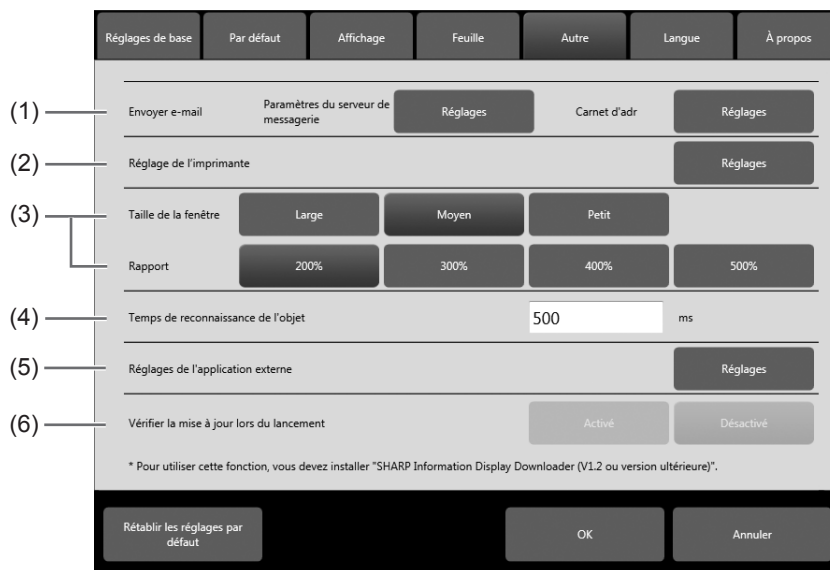 Réglages de base Par défaut Affichage Feuille Autre Langue À propos
(1) Envoyer e-mail Paramètres du serveur de messagerie Réglages Carnet d'adr Réglages
(2) Réglage de l'imprimante Réglages
(3) Taille de la fenêtre Large Moyen Petit
Rapport 200% 300% 400% 500%
(4) Temps de reconnaissance de l'objet 500 ms
(5) Réglages de l'application externe Réglages
(6) Vérifier la mise à jour lors du lancement Activé Désactivé
* Pour utiliser cette fonction, vous devez installer "SHARP Information Display Downloader (V1.2 ou version ultérieure)".
Rétablir les réglages par défaut OK Annuler